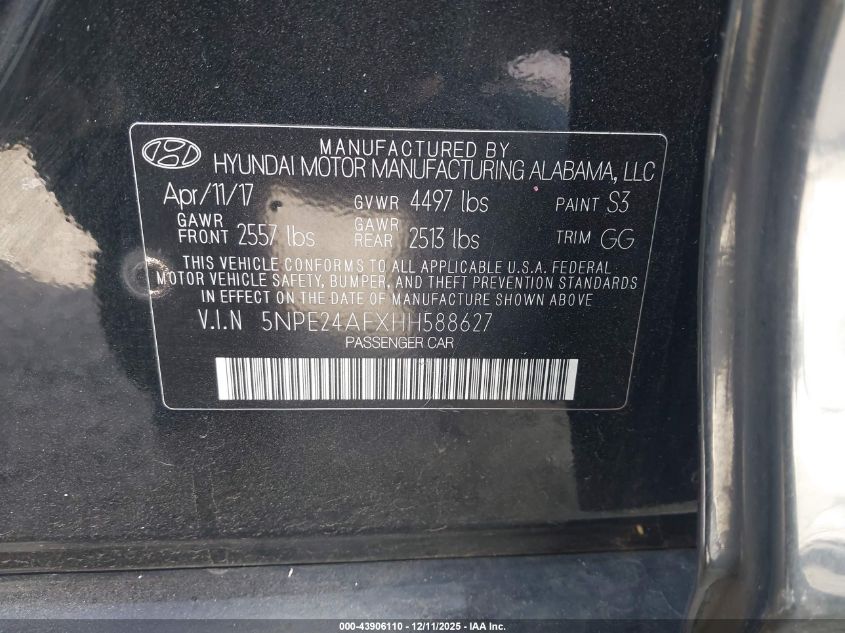 MANUFACTURED BY
HYUNDAI MOTOR MANUFACTURING ALABAMA, LLC
Apr/11/17 GVWR 4497 lbs PAINT S3
GAWR FRONT 2557 lbs GAWR REAR 2513 lbs TRIM GG
THIS VEHICLE CONFORMS TO ALL APPLICABLE U.S.A. FEDERAL
MOTOR VEHICLE SAFETY, BUMPER, AND THEFT PREVENTION STANDARDS
IN EFFECT ON THE DATE OF MANUFACTURE SHOWN ABOVE.
V.I.N 5NPE24AFXHH588627
PASSENGER CAR
000-43906110 - 12/11/2025 - IAA Inc.